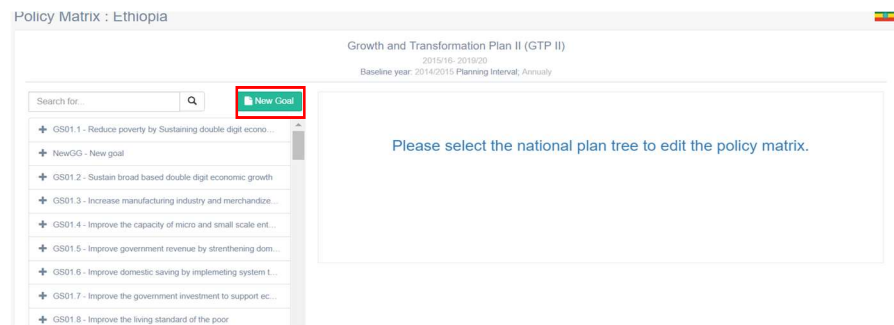 Policy Matrix : Ethiopia
Growth and Transformation Plan II (GTP II)
2015/16- 2019/20
Baseline year: 2014/2015 Planning Interval; Annualy
Search for...
New Goal
GS01.1 - Reduce poverty by Sustaining double digit econo...
NewGG - New goal
GS01.2 - Sustain broad based double digit economic growth
GS01.3 - Increase manufacturing industry and merchandize...
GS01.4 - Improve the capacity of micro and small scale ent...
GS01.5 - Improve government revenue by strenthening dom...
GS01.6 - Improve domestic saving by implemeting system t...
GS01.7 - Improve the government investment to support ec...
GS01.8 - Improve the living standard of the poor
Please select the national plan tree to edit the policy matrix.